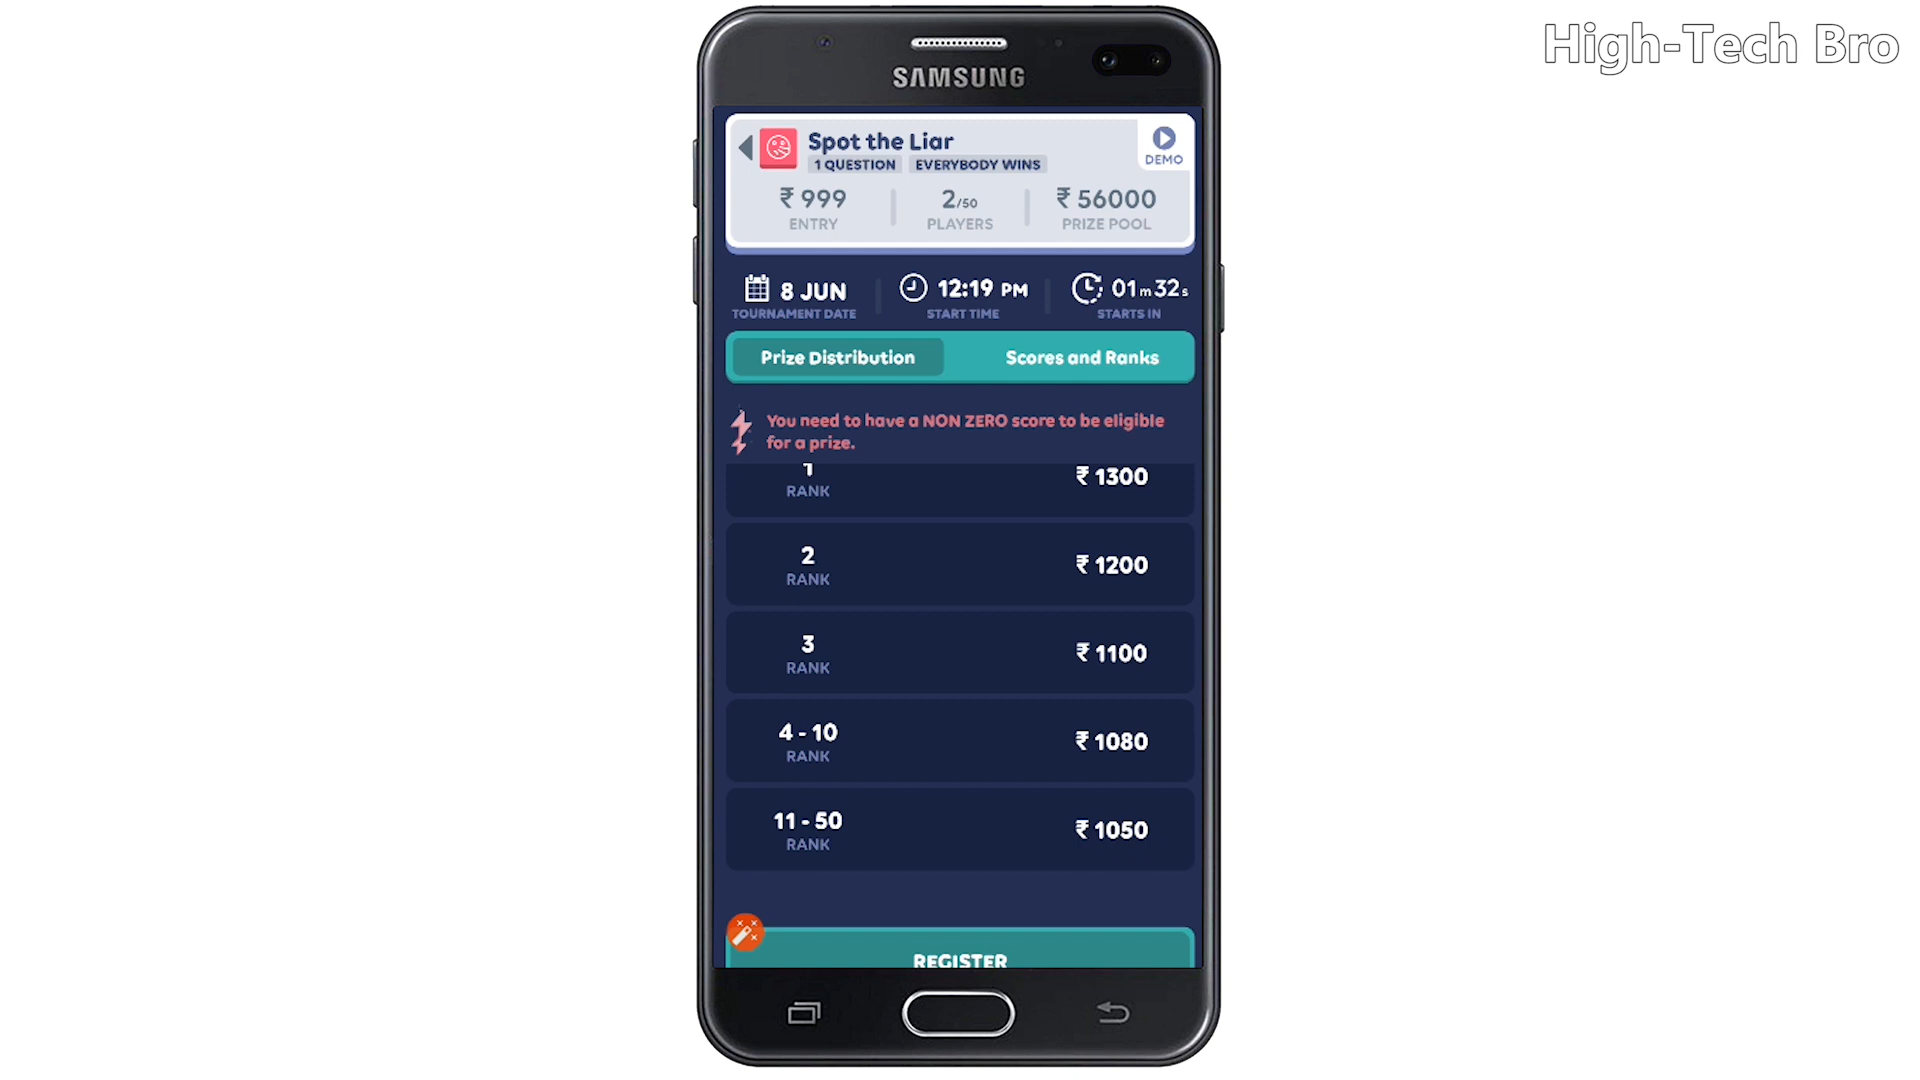 High-Tech Bro
SAMSUNG
Spot the Liar
DEMO
1 QUESTION EVERYBODY WINS
₹ 999 2/50 ₹ 56000
ENTRY PLAYERS PRIZE POOL
8 JUN 12:19 PM 01m32s
TOURNAMENT DATE START TIME STARTS IN
Prize Distribution Scores and Ranks
You need to have a NON ZERO score to be eligible
for a prize.
1 ₹ 1300
RANK
2 ₹ 1200
RANK
3 ₹ 1100
RANK
4 - 10 ₹ 1080
RANK
11 - 50 ₹ 1050
RANK
REGISTER